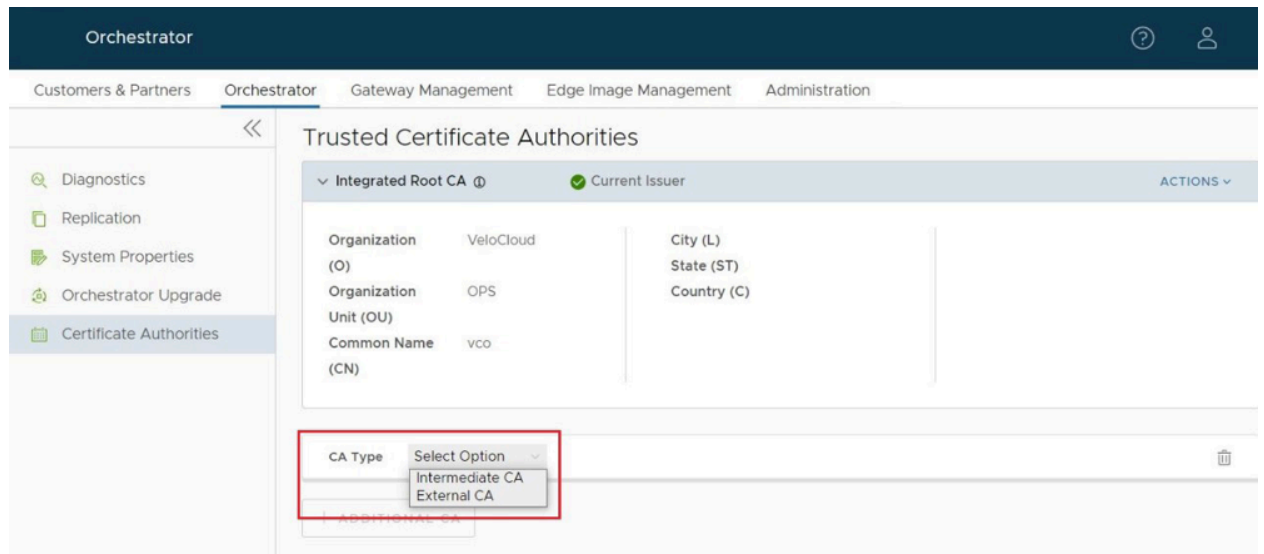 Orchestrator
Customers & Partners Orchestrator Gateway Management Edge Image Management Administration
Trusted Certificate Authorities
Diagnostics
Replication
System Properties
Orchestrator Upgrade
Certificate Authorities
Integrated Root CA Current Issuer ACTIONS
Organization (O) VeloCloud
Organization Unit (OU) OPS
Common Name (CN) vco
City (L)
State (ST)
Country (C)
CA Type Select Option
Intermediate CA
External CA
+ ADDITIONAL CA